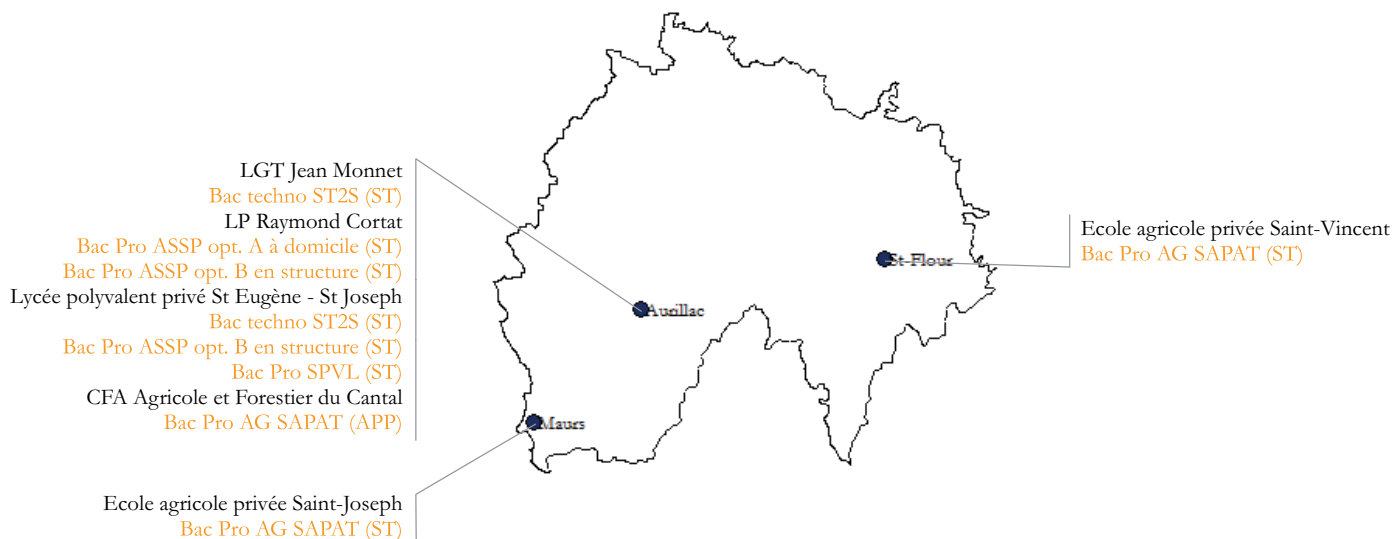 LGT Jean Monnet
Bac techno ST2S (ST)
LP Raymond Cortat
Bac Pro ASSP opt. A à domicile (ST)
Bac Pro ASSP opt. B en structure (ST)
Lycée polyvalent privé St Eugène - St Joseph
Bac techno ST2S (ST)
Bac Pro ASSP opt. B en structure (ST)
Bac Pro SPVL (ST)
CFA Agricole et Forestier du Cantal
Bac Pro AG SAPAT (APP)
Ecole agricole privée Saint-Joseph
Bac Pro AG SAPAT (ST)
Aurillac
Maurs
St-Flour
Ecole agricole privée Saint-Vincent
Bac Pro AG SAPAT (ST)